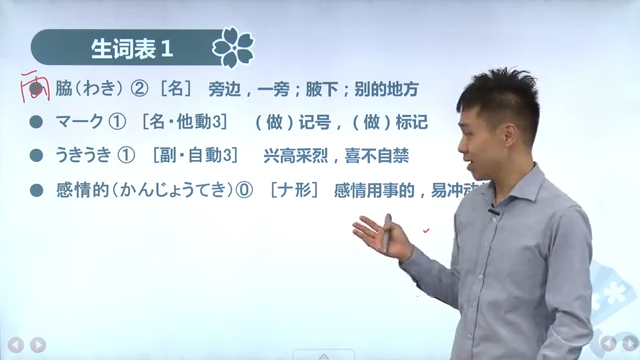 生词表1
両 脇（わき）② ［名］ 旁边，一旁；腋下；别的地方
マーク① ［名・他動3］ （做）记号，（做）标记
うきうき① ［副・自動3］ 兴高采烈，喜不自禁
感情的（かんじょうてき）⓪ ［ナ形］ 感情用事的，易冲动